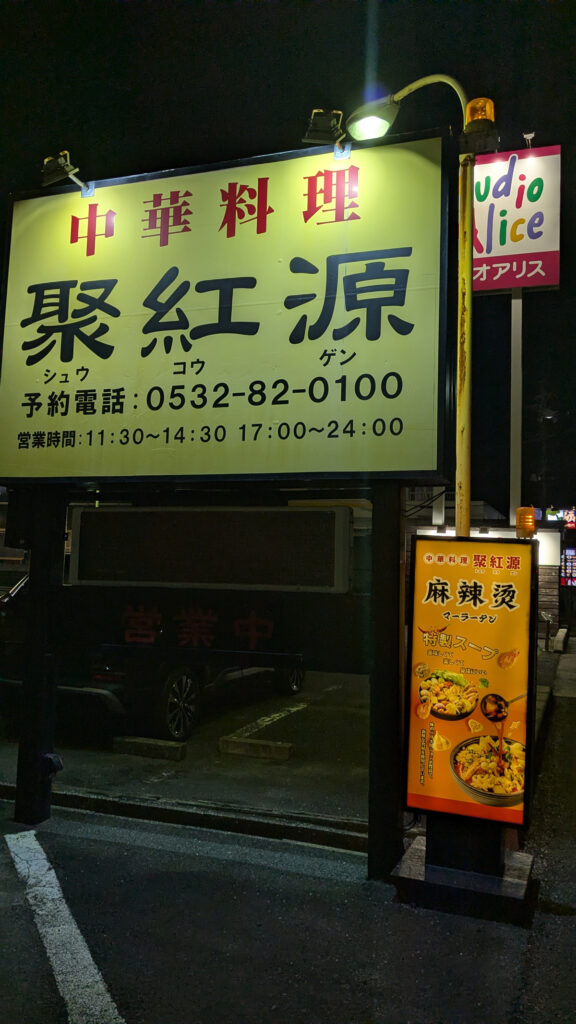 中華料理
聚紅源
シュウ コウ ゲン
予約電話:0532-82-0100
営業時間:11:30～14:30 17:00～24:00
udio
lice
オアリス
営業中
中華料理 聚紅源
麻辣烫
マーラータン
特製スープ